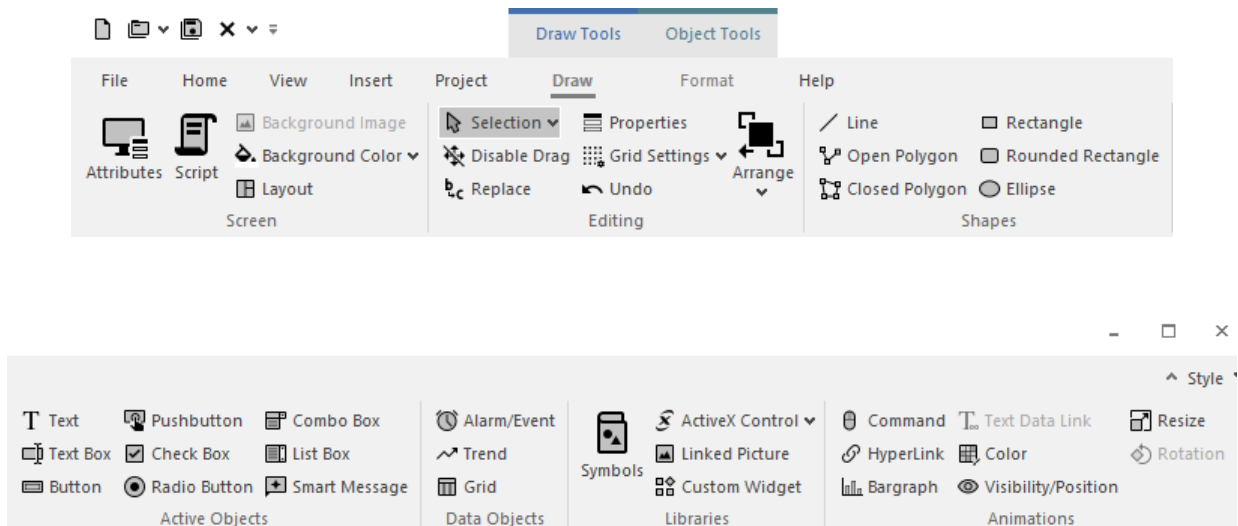 Draw Tools Object Tools
File Home View Insert Project Draw Format Help
Background Image Selection Properties Line Rectangle
Background Color Disable Drag Grid Settings Open Polygon Rounded Rectangle
Attributes Script Arrange
Layout Replace Undo Closed Polygon Ellipse
Screen Editing Shapes
Style
Text Pushbutton Combo Box Alarm/Event ActiveX Control Command Text Data Link Resize
Text Box Check Box List Box Trend Linked Picture HyperLink Color Rotation
Symbols
Button Radio Button Smart Message Grid Custom Widget Bargraph Visibility/Position
Active Objects Data Objects Libraries Animations